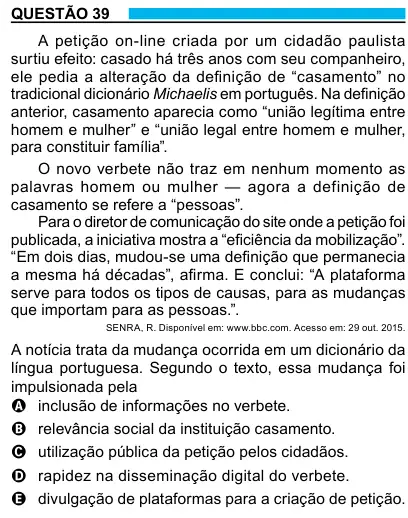 QUESTÃO 39
A petição on-line criada por um cidadão paulista
surtiu efeito: casado há três anos com seu companheiro,
ele pedia a alteração da definição de “casamento” no
tradicional dicionário Michaelis em português. Na definição
anterior, casamento aparecia como “união legítima entre
homem e mulher” e “união legal entre homem e mulher,
para constituir família”.
O novo verbete não traz em nenhum momento as
palavras homem ou mulher — agora a definição de
casamento se refere a “pessoas”.
Para o diretor de comunicação do site onde a petição foi
publicada, a iniciativa mostra a “eficiência da mobilização”.
“Em dois dias, mudou-se uma definição que permanecia
a mesma há décadas”, afirma. E conclui: “A plataforma
serve para todos os tipos de causas, para as mudanças
que importam para as pessoas.”.
SENRA, R. Disponível em: www.bbc.com. Acesso em: 29 out. 2015.
A notícia trata da mudança ocorrida em um dicionário da
língua portuguesa. Segundo o texto, essa mudança foi
impulsionada pela
A inclusão de informações no verbete.
B relevância social da instituição casamento.
C utilização pública da petição pelos cidadãos.
D rapidez na disseminação digital do verbete.
E divulgação de plataformas para a criação de petição.